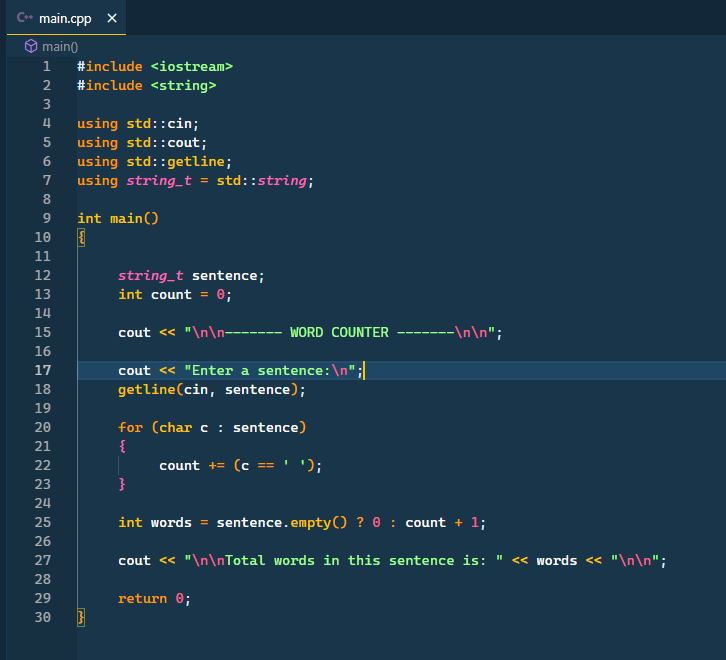 C++ main.cpp ×
main()
1 #include <iostream>
2 #include <string>
3
4 using std::cin;
5 using std::cout;
6 using std::getline;
7 using string_t = std::string;
8
9 int main()
10 {
11
12 string_t sentence;
13 int count = 0;
14
15 cout << "\n\n------- WORD COUNTER -------\n\n";
16
17 cout << "Enter a sentence:\n";
18 getline(cin, sentence);
19
20 for (char c : sentence)
21 {
22 count += (c == ' ');
23 }
24
25 int words = sentence.empty() ? 0 : count + 1;
26
27 cout << "\n\nTotal words in this sentence is: " << words << "\n\n";
28
29 return 0;
30 }